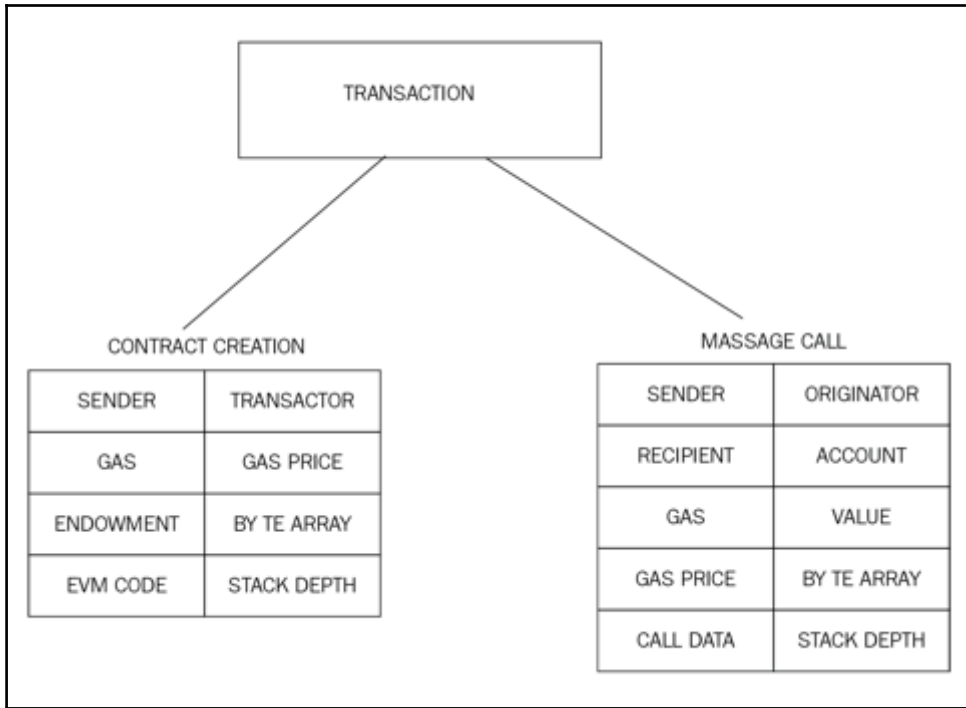 TRANSACTION
CONTRACT CREATION
SENDER TRANSACTOR
GAS GAS PRICE
ENDOWMENT BY TE ARRAY
EVM CODE STACK DEPTH
MASSAGE CALL
SENDER ORIGINATOR
RECIPIENT ACCOUNT
GAS VALUE
GAS PRICE BY TE ARRAY
CALL DATA STACK DEPTH